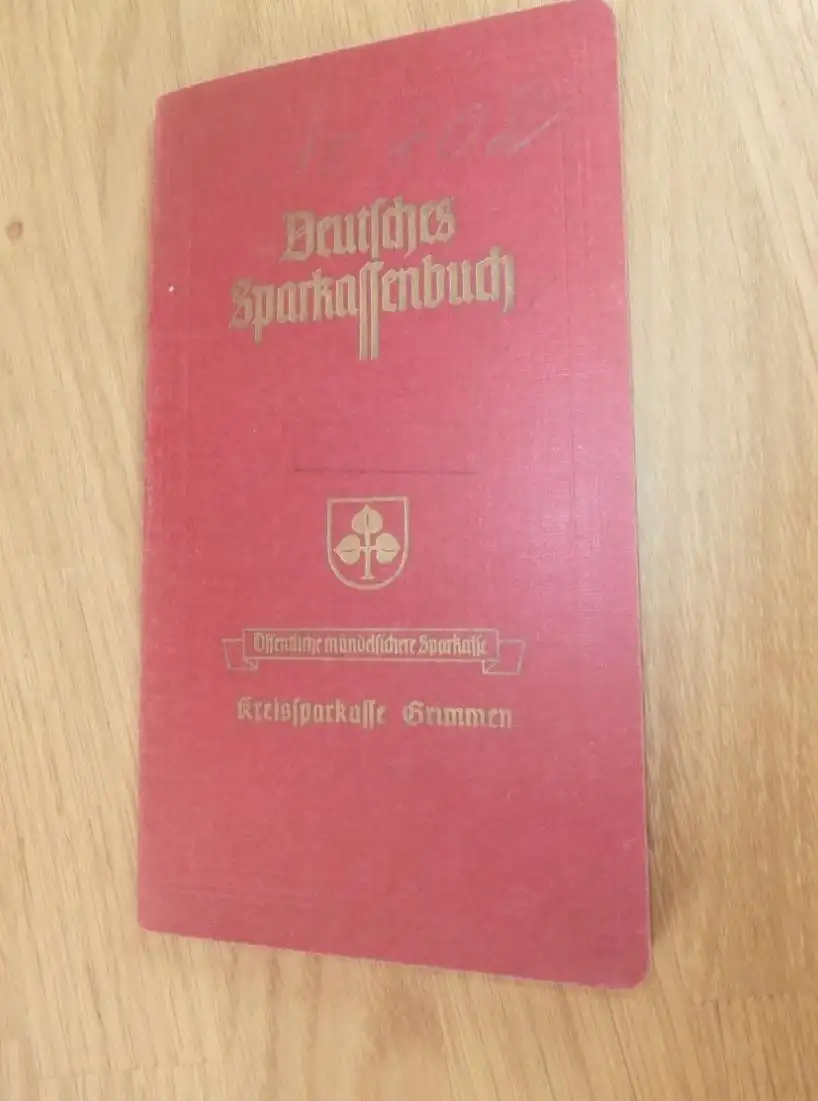 Deutsches
Sparkassenbuch
Öffentliche mündelsichere Sparkasse
Kreissparkasse Grimmen